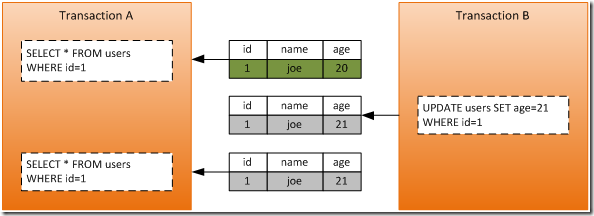 Transaction A
Transaction B
SELECT * FROM users
WHERE id=1
id name age
1 joe 20
id name age
1 joe 21
UPDATE users SET age=21
WHERE id=1
SELECT * FROM users
WHERE id=1
id name age
1 joe 21